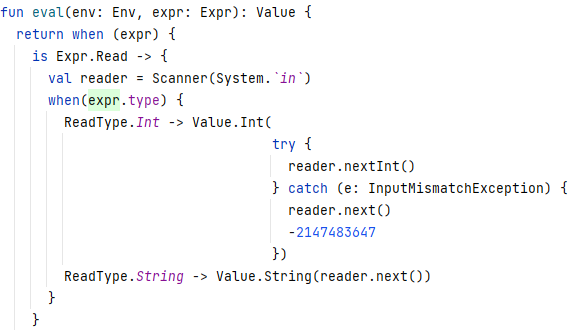 fun eval(env: Env, expr: Expr): Value {
return when (expr) {
is Expr.Read -> {
val reader = Scanner(System.`in`)
when(expr.type) {
ReadType.Int -> Value.Int(
try {
reader.nextInt()
} catch (e: InputMismatchException) {
reader.next()
-2147483647
})
ReadType.String -> Value.String(reader.next())
}
}